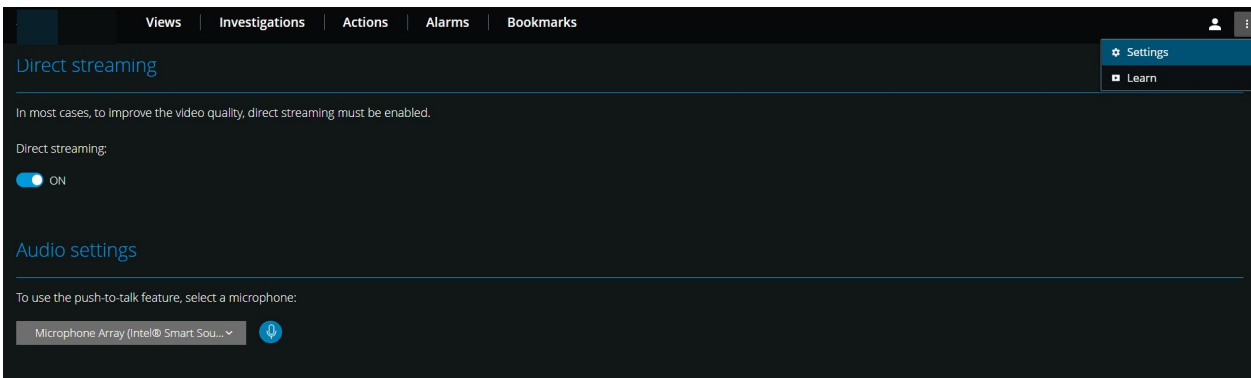 Views Investigations Actions Alarms Bookmarks
Settings
Learn
Direct streaming
In most cases, to improve the video quality, direct streaming must be enabled.
Direct streaming:
ON
Audio settings
To use the push-to-talk feature, select a microphone:
Microphone Array (Intel® Smart Sou...